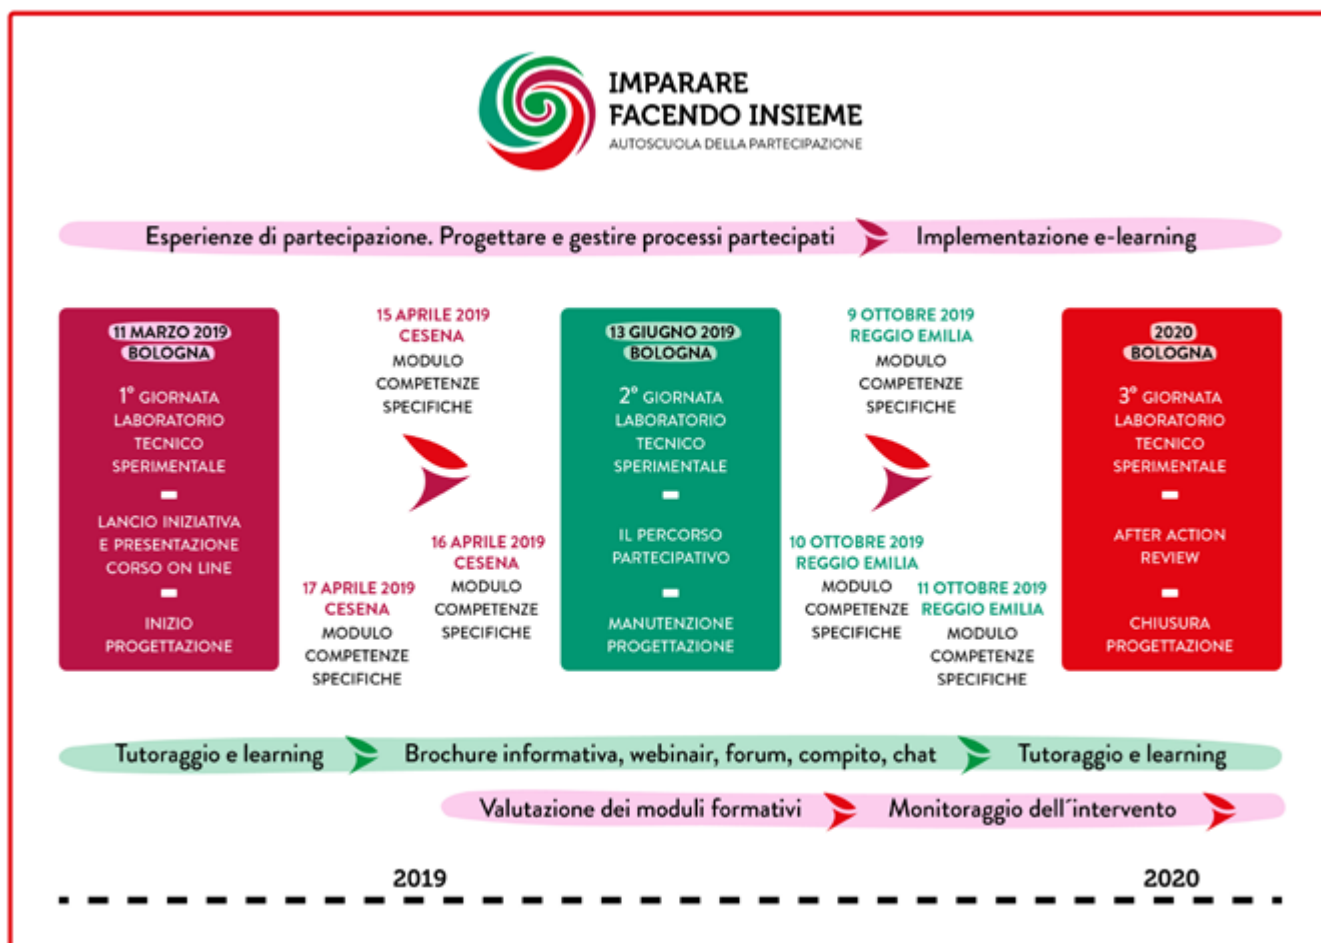 IMPARARE
FACENDO INSIEME
AUTOSCUOLA DELLA PARTECIPAZIONE
Esperienze di partecipazione. Progettare e gestire processi partecipati
Implementazione e-learning
11 MARZO 2019
BOLOGNA
1° GIORNATA
LABORATORIO
TECNICO
SPERIMENTALE
LANCIO INIZIATIVA
E PRESENTAZIONE
CORSO ON LINE
INIZIO
PROGETTAZIONE
15 APRILE 2019
CESENA
MODULO
COMPETENZE
SPECIFICHE
16 APRILE 2019
CESENA
MODULO
COMPETENZE
SPECIFICHE
17 APRILE 2019
CESENA
MODULO
COMPETENZE
SPECIFICHE
13 GIUGNO 2019
BOLOGNA
2° GIORNATA
LABORATORIO
TECNICO
SPERIMENTALE
IL PERCORSO
PARTECIPATIVO
MANUTENZIONE
PROGETTAZIONE
9 OTTOBRE 2019
REGGIO EMILIA
MODULO
COMPETENZE
SPECIFICHE
10 OTTOBRE 2019
REGGIO EMILIA
MODULO
COMPETENZE
SPECIFICHE
11 OTTOBRE 2019
REGGIO EMILIA
MODULO
COMPETENZE
SPECIFICHE
2020
BOLOGNA
3° GIORNATA
LABORATORIO
TECNICO
SPERIMENTALE
AFTER ACTION
REVIEW
CHIUSURA
PROGETTAZIONE
Tutoraggio e learning
Brochure informativa, webinair, forum, compito, chat
Tutoraggio e learning
Valutazione dei moduli formativi
Monitoraggio dell´intervento
2019
2020